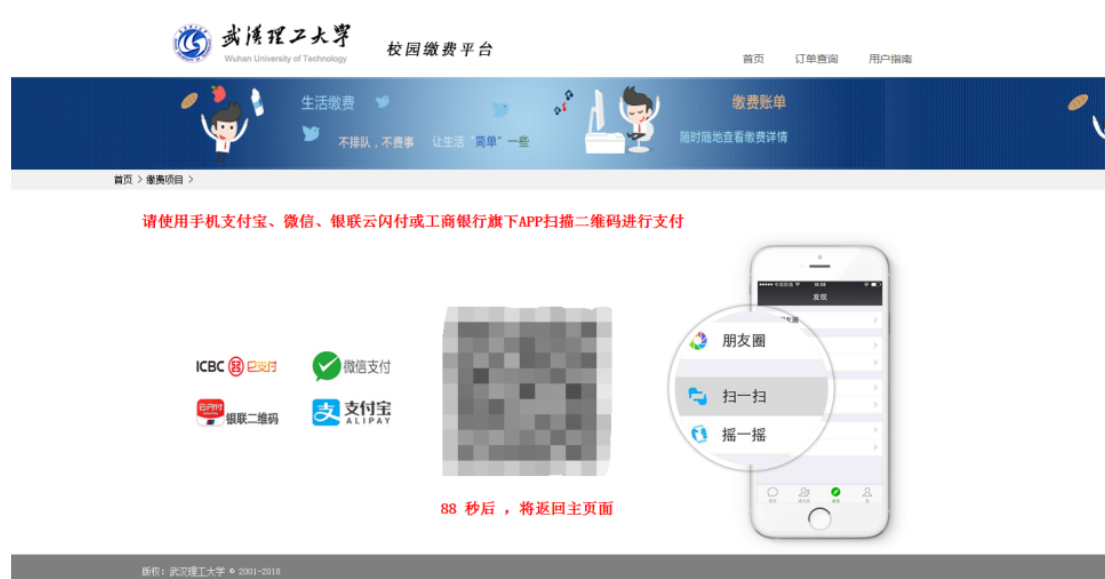 武汉理工大学
Wuhan University of Technology
校园缴费平台
首页 订单查询 用户指南
生活缴费
不排队，不费事 让生活“简单”一些
缴费账单
随时随地查看缴费详情
首页 > 缴费项目 >
请使用手机支付宝、微信、银联云闪付或工商银行旗下APP扫描二维码进行支付
发现
朋友圈
扫一扫
摇一摇
ICBC e支付
微信支付
云闪付
银联二维码
支付宝
ALIPAY
88 秒后 ，将返回主页面
版权：武汉理工大学 © 2001-2018